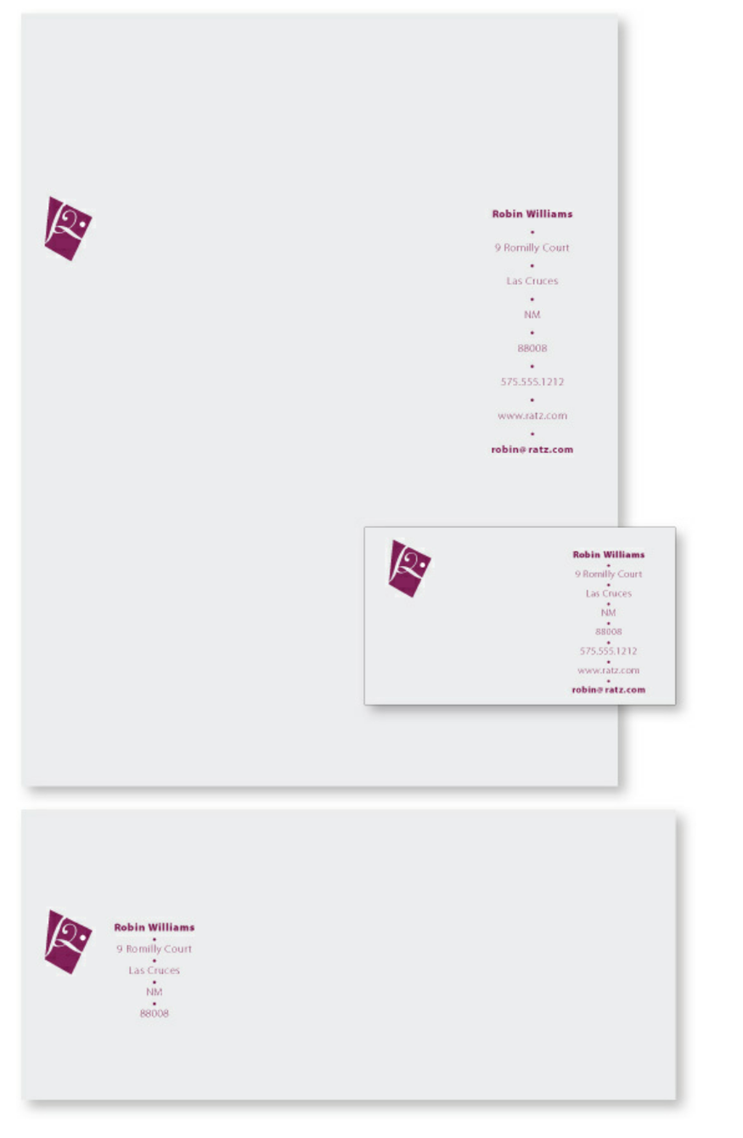 R.
Robin Williams
•
9 Romilly Court
•
Las Cruces
•
NM
•
88008
•
575.555.1212
•
www.ratz.com
•
robin@ratz.com
R.
Robin Williams
•
9 Romilly Court
•
Las Cruces
•
NM
•
88008
•
575.555.1212
•
www.ratz.com
•
robin@ratz.com
R.
Robin Williams
•
9 Romilly Court
•
Las Cruces
•
NM
•
88008